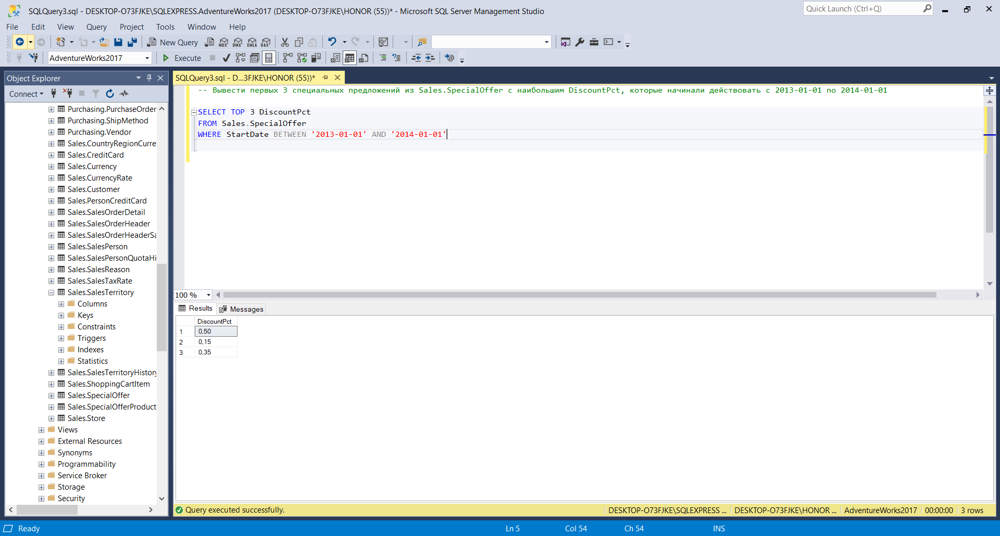 SQLQuery3.sql - DESKTOP-O73FJKE\SQLEXPRESS.AdventureWorks2017 (DESKTOP-O73FJKE\HONOR (55))* - Microsoft SQL Server Management Studio
Quick Launch (Ctrl+Q)
File Edit View Query Project Tools Window Help
New Query MDX DMX XMLA DAX
AdventureWorks2017 Execute
Object Explorer
Connect
Purchasing.PurchaseOrder
Purchasing.ShipMethod
Purchasing.Vendor
Sales.CountryRegionCurre
Sales.CreditCard
Sales.Currency
Sales.CurrencyRate
Sales.Customer
Sales.PersonCreditCard
Sales.SalesOrderDetail
Sales.SalesOrderHeader
Sales.SalesOrderHeaderSa
Sales.SalesPerson
Sales.SalesPersonQuotaHi
Sales.SalesReason
Sales.SalesTaxRate
Sales.SalesTerritory
Columns
Keys
Constraints
Triggers
Indexes
Statistics
Sales.SalesTerritoryHistory
Sales.ShoppingCartItem
Sales.SpecialOffer
Sales.SpecialOfferProduct
Sales.Store
Views
External Resources
Synonyms
Programmability
Service Broker
Storage
Security
SQLQuery3.sql - D...3FJKE\HONOR (55))*
-- Вывести первых 3 специальных предложений из Sales.SpecialOffer с наибольшим DiscountPct, которые начинали действовать с 2013-01-01 по 2014-01-01
SELECT TOP 3 DiscountPct
FROM Sales.SpecialOffer
WHERE StartDate BETWEEN '2013-01-01' AND '2014-01-01'
100 %
Results Messages
DiscountPct
1 0,50
2 0,15
3 0,35
Query executed successfully.
DESKTOP-O73FJKE\SQLEXPRESS ... DESKTOP-O73FJKE\HONOR ... AdventureWorks2017 00:00:00 3 rows
Ready Ln 5 Col 54 Ch 54 INS